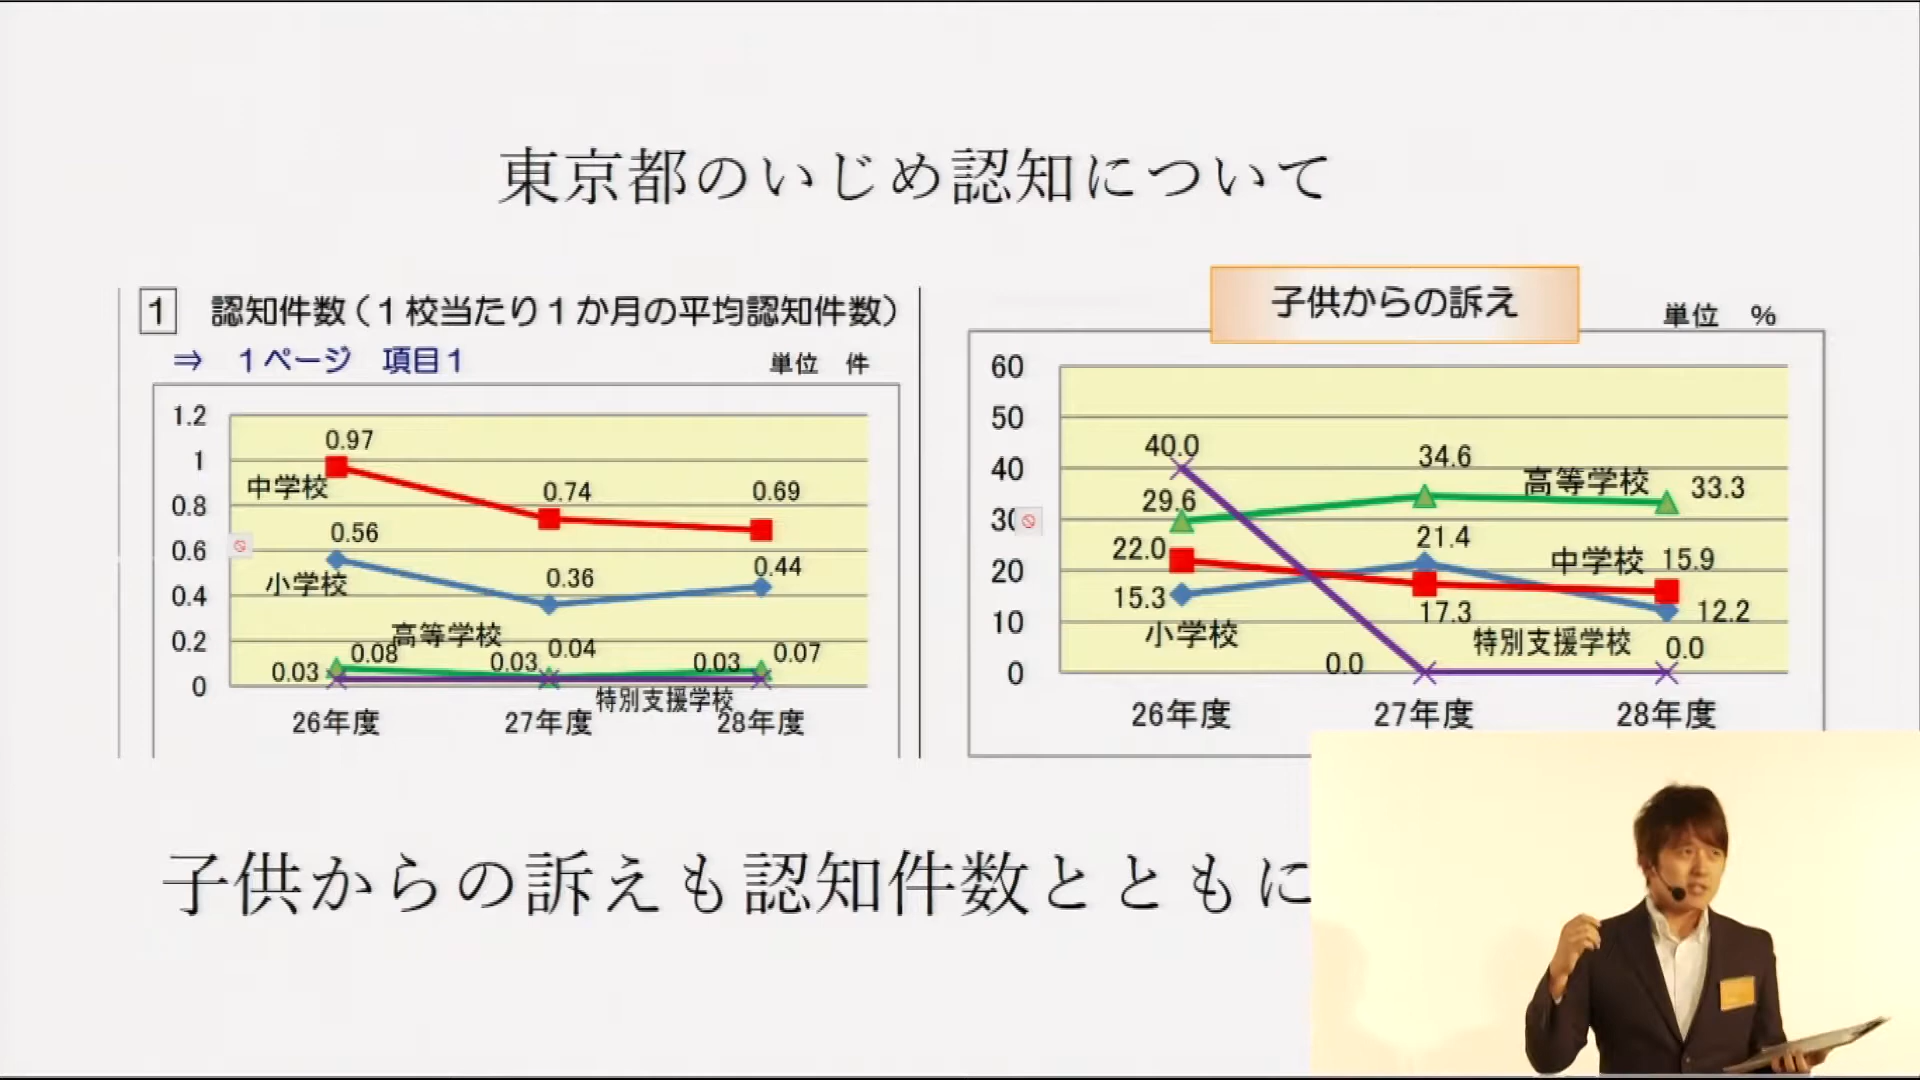 東京都のいじめ認知について
1 認知件数（１校当たり１か月の平均認知件数）
⇒ １ページ 項目１
単位 件
1.2
1
0.8
0.6
0.4
0.2
0
0.97
0.74
0.69
中学校
0.56
0.36
0.44
小学校
高等学校
0.03
0.08
0.03
0.04
0.03
0.07
特別支援学校
26年度
27年度
28年度
子供からの訴え
単位 %
60
50
40
30
20
10
0
40.0
34.6
高等学校
33.3
29.6
22.0
21.4
中学校
15.9
15.3
17.3
12.2
小学校
特別支援学校
0.0
0.0
26年度
27年度
28年度
子供からの訴えも認知件数とともに